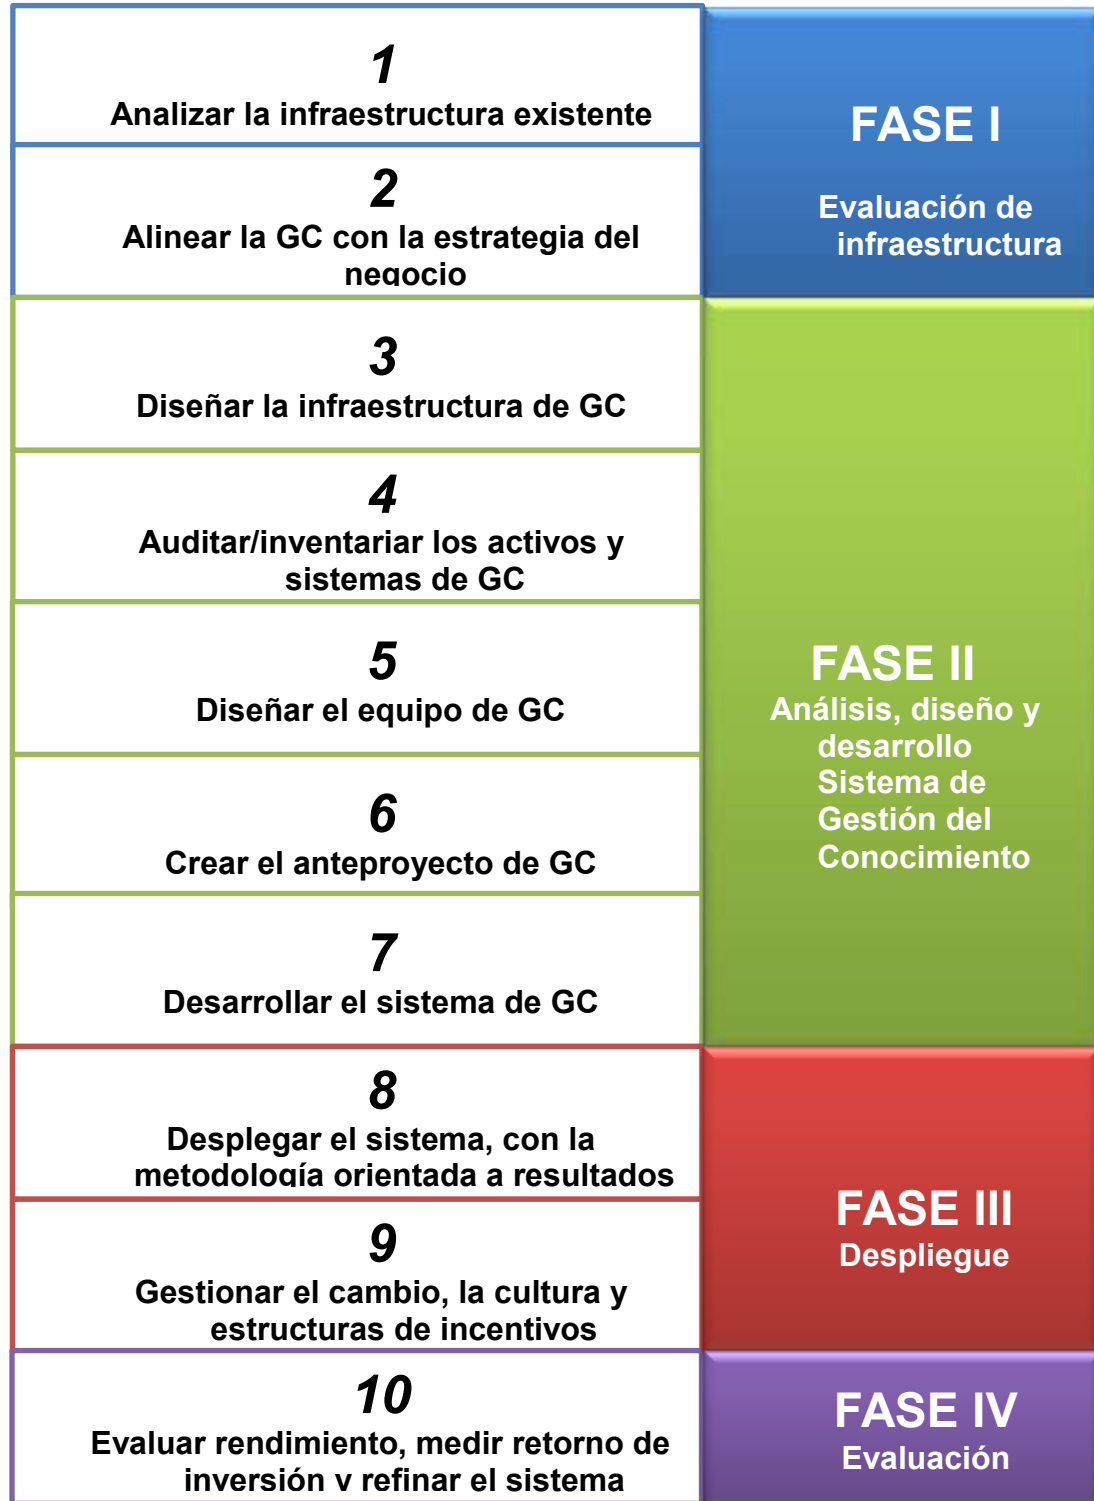 1
Analizar la infraestructura existente
FASE I
Evaluación de
infraestructura
2
Alinear la GC con la estrategia del
negocio
3
Diseñar la infraestructura de GC
4
Auditar/inventariar los activos y
sistemas de GC
5
Diseñar el equipo de GC
FASE II
Análisis, diseño y
desarrollo
Sistema de
Gestión del
Conocimiento
6
Crear el anteproyecto de GC
7
Desarrollar el sistema de GC
8
Desplegar el sistema, con la
metodología orientada a resultados
FASE III
Despliegue
9
Gestionar el cambio, la cultura y
estructuras de incentivos
10
Evaluar rendimiento, medir retorno de
inversión y refinar el sistema
FASE IV
Evaluación